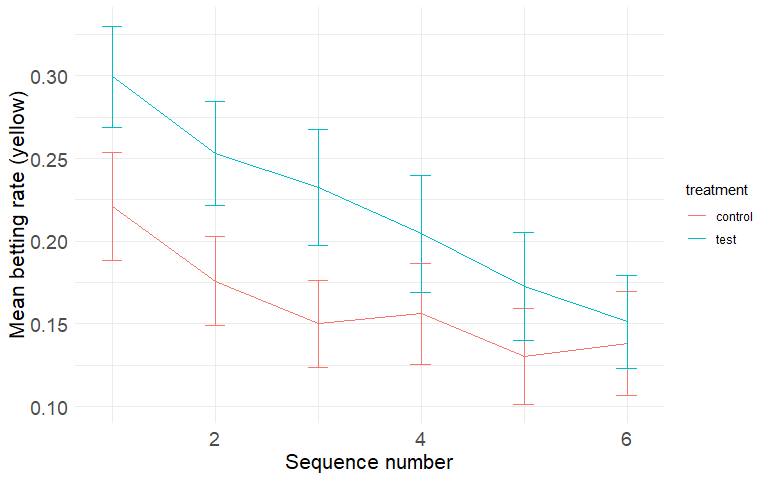 Mean betting rate (yellow)
0.30
0.25
0.20
0.15
0.10
2 4 6
Sequence number
treatment
control
test